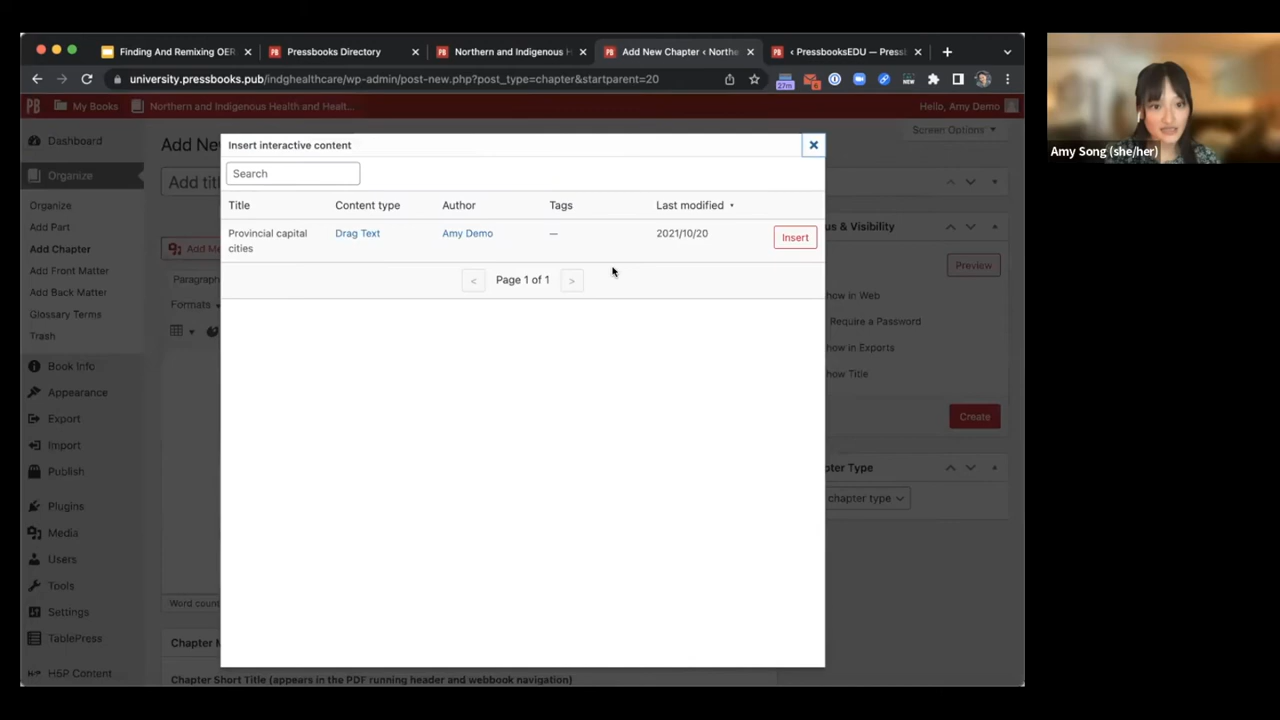 Finding And Remixing OER
Pressbooks Directory
Northern and Indigenous H
Add New Chapter ‹ Northe
‹ PressbooksEDU — Press
university.pressbooks.pub/indghealthcare/wp-admin/post-new.php?post_type=chapter&startparent=20
27m
6
NEW
PB
My Books
Northern and Indigenous Health and Healt...
Hello, Amy Demo
Dashboard
Organize
Organize
Add Part
Add Chapter
Add Front Matter
Add Back Matter
Glossary Terms
Trash
Book Info
Appearance
Export
Import
Publish
Plugins
Media
Users
Tools
Settings
TablePress
H5P Content
Add Ne
Screen Options
Add title
Add Me
Paragraph
Formats
Word count
Chapter M
Chapter Short Title (appears in the PDF running header and webbook navigation)
Insert interactive content
Search
Title Content type Author Tags Last modified
Provincial capital cities Drag Text Amy Demo — 2021/10/20 Insert
< Page 1 of 1 >
us & Visibility
Preview
how in Web
Require a Password
how in Exports
how Title
Create
pter Type
chapter type
Amy Song (she/her)